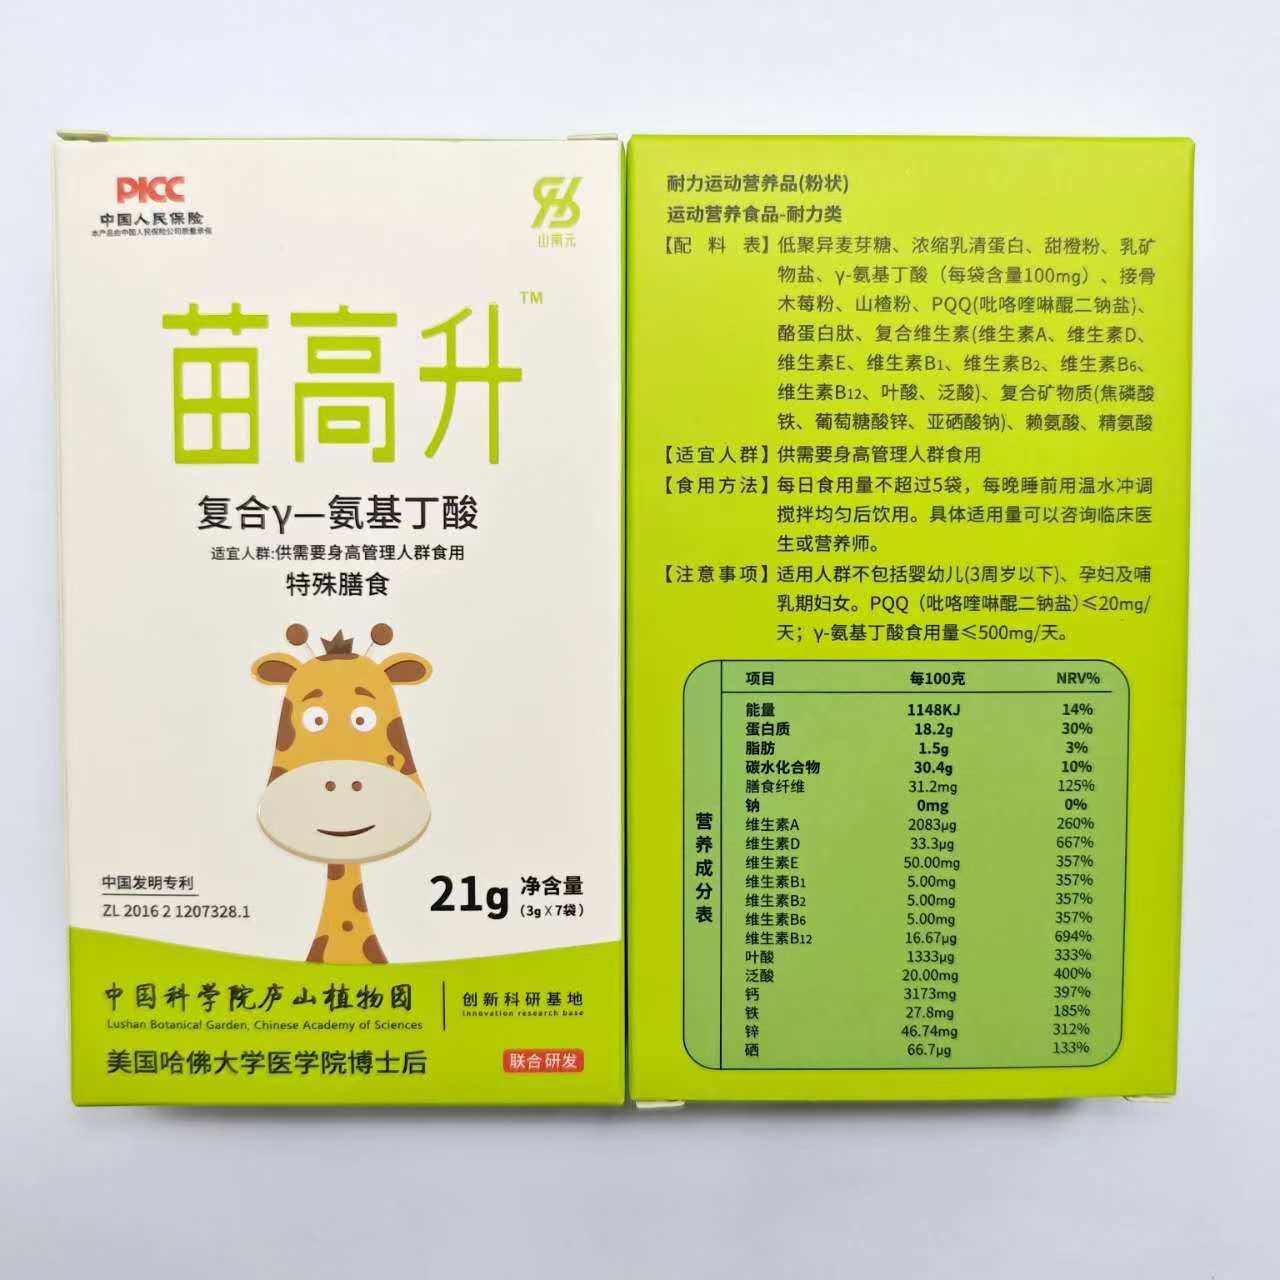 PICC
中国人民保险
本产品由中国人民保险公司质量承保
山南元
苗高升™
复合γ—氨基丁酸
适宜人群:供需要身高管理人群食用
特殊膳食
中国发明专利
ZL 2016 2 1207328.1
21g 净含量
(3g X 7袋)
中国科学院庐山植物园
Lushan Botanical Garden, Chinese Academy of Sciences
创新科研基地
Innovation research base
美国哈佛大学医学院博士后
联合研发
耐力运动营养品(粉状)
运动营养食品-耐力类
【配 料 表】低聚异麦芽糖、浓缩乳清蛋白、甜橙粉、乳矿
物盐、γ-氨基丁酸（每袋含量100mg）、接骨
木莓粉、山楂粉、PQQ(吡咯喹啉醌二钠盐)、
酪蛋白肽、复合维生素(维生素A、维生素D、
维生素E、维生素B1、维生素B2、维生素B6、
维生素B12、叶酸、泛酸)、复合矿物质(焦磷酸
铁、葡萄糖酸锌、亚硒酸钠)、赖氨酸、精氨酸
【适宜人群】供需要身高管理人群食用
【食用方法】每日食用量不超过5袋，每晚睡前用温水冲调
搅拌均匀后饮用。具体适用量可以咨询临床医
生或营养师。
【注意事项】适用人群不包括婴幼儿(3周岁以下)、孕妇及哺
乳期妇女。PQQ（吡咯喹啉醌二钠盐）≤20mg/
天；γ-氨基丁酸食用量≤500mg/天。
营养成分表
项目 每100克 NRV%
能量 1148KJ 14%
蛋白质 18.2g 30%
脂肪 1.5g 3%
碳水化合物 30.4g 10%
膳食纤维 31.2mg 125%
钠 0mg 0%
维生素A 2083μg 260%
维生素D 33.3μg 667%
维生素E 50.00mg 357%
维生素B1 5.00mg 357%
维生素B2 5.00mg 357%
维生素B6 5.00mg 357%
维生素B12 16.67μg 694%
叶酸 1333μg 333%
泛酸 20.00mg 400%
钙 3173mg 397%
铁 27.8mg 185%
锌 46.74mg 312%
硒 66.7μg 133%